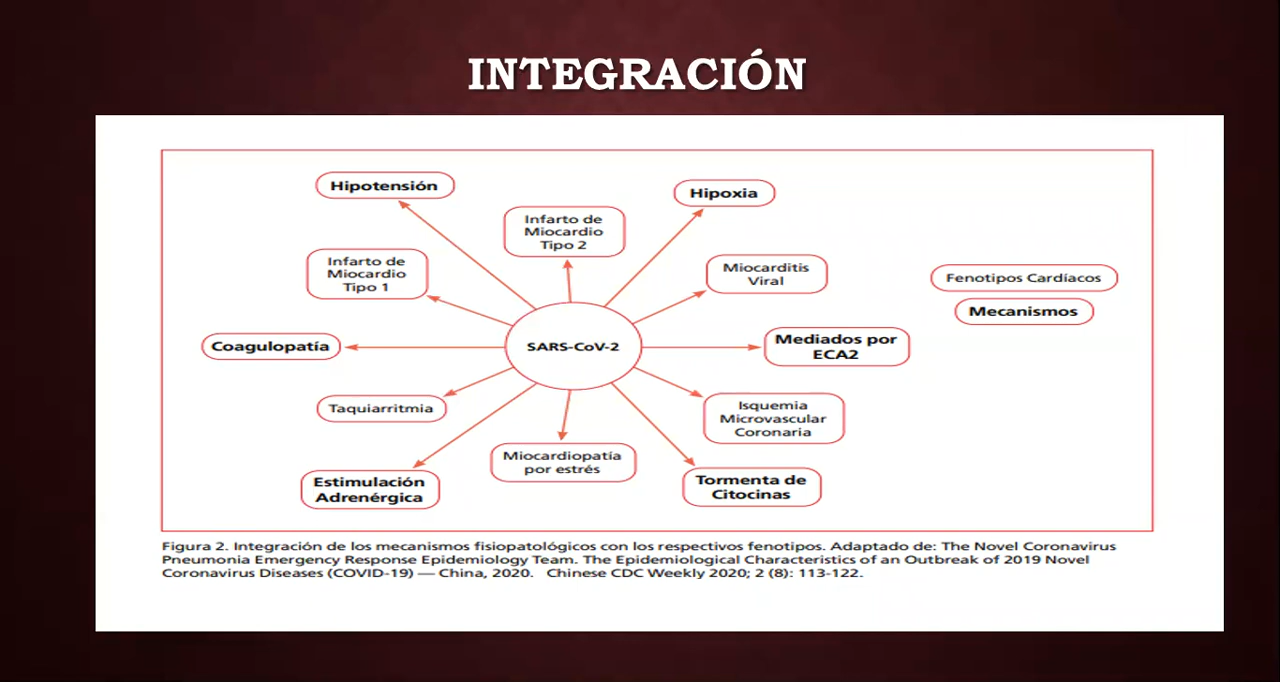 INTEGRACIÓN
Hipotensión
Hipoxia
Infarto de
Miocardio
Tipo 2
Infarto de
Miocardio
Tipo 1
Miocarditis
Viral
Fenotipos Cardíacos
Mecanismos
Coagulopatía
SARS-CoV-2
Mediados por
ECA2
Taquiarritmia
Isquemia
Microvascular
Coronaria
Miocardiopatía
por estrés
Estimulación
Adrenérgica
Tormenta de
Citocinas
Figura 2. Integración de los mecanismos fisiopatológicos con los respectivos fenotipos. Adaptado de: The Novel Coronavirus
Pneumonia Emergency Response Epidemiology Team. The Epidemiological Characteristics of an Outbreak of 2019 Novel
Coronavirus Diseases (COVID-19) — China, 2020. Chinese CDC Weekly 2020; 2 (8): 113-122.